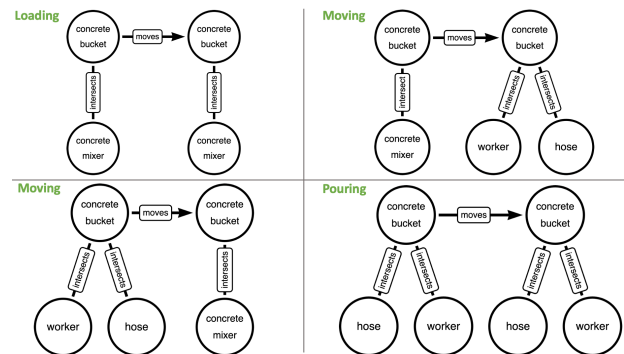 Loading
concrete
bucket
moves
concrete
bucket
intersects
intersects
concrete
mixer
concrete
mixer
Moving
concrete
bucket
moves
concrete
bucket
intersect
intersects
intersects
concrete
mixer
worker
hose
Moving
concrete
bucket
moves
concrete
bucket
intersects
intersects
intersects
worker
hose
concrete
mixer
Pouring
concrete
bucket
moves
concrete
bucket
intersects
intersects
intersects
intersects
hose
worker
hose
worker